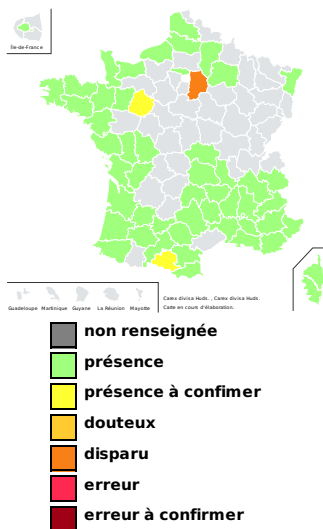 Île-de-France
Guadeloupe Martinique Guyane La Réunion Mayotte
Carex divisa Huds. , Carex divisa Huds.
Carte en cours d'élaboration.
non renseignée
présence
présence à confimer
douteux
disparu
erreur
erreur à confirmer